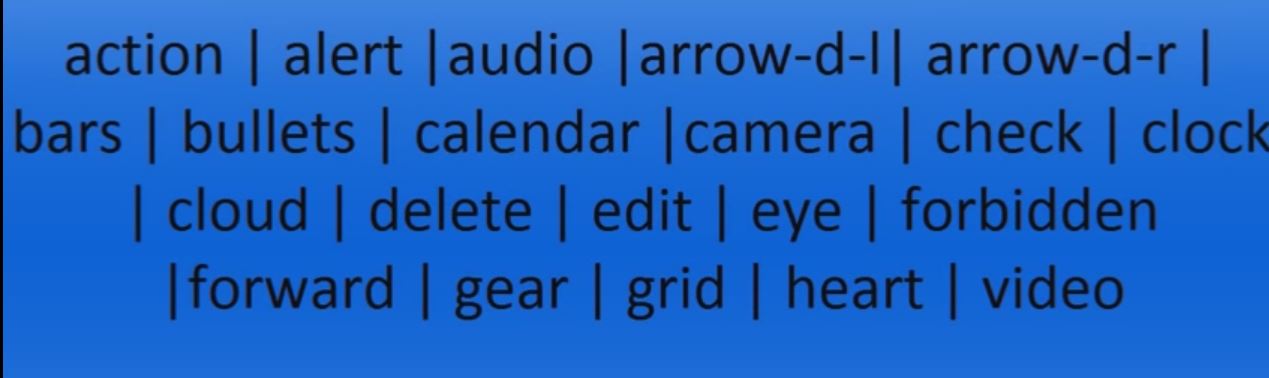 action | alert |audio |arrow-d-l| arrow-d-r |
bars | bullets | calendar |camera | check | clock
| cloud | delete | edit | eye | forbidden
|forward | gear | grid | heart | video